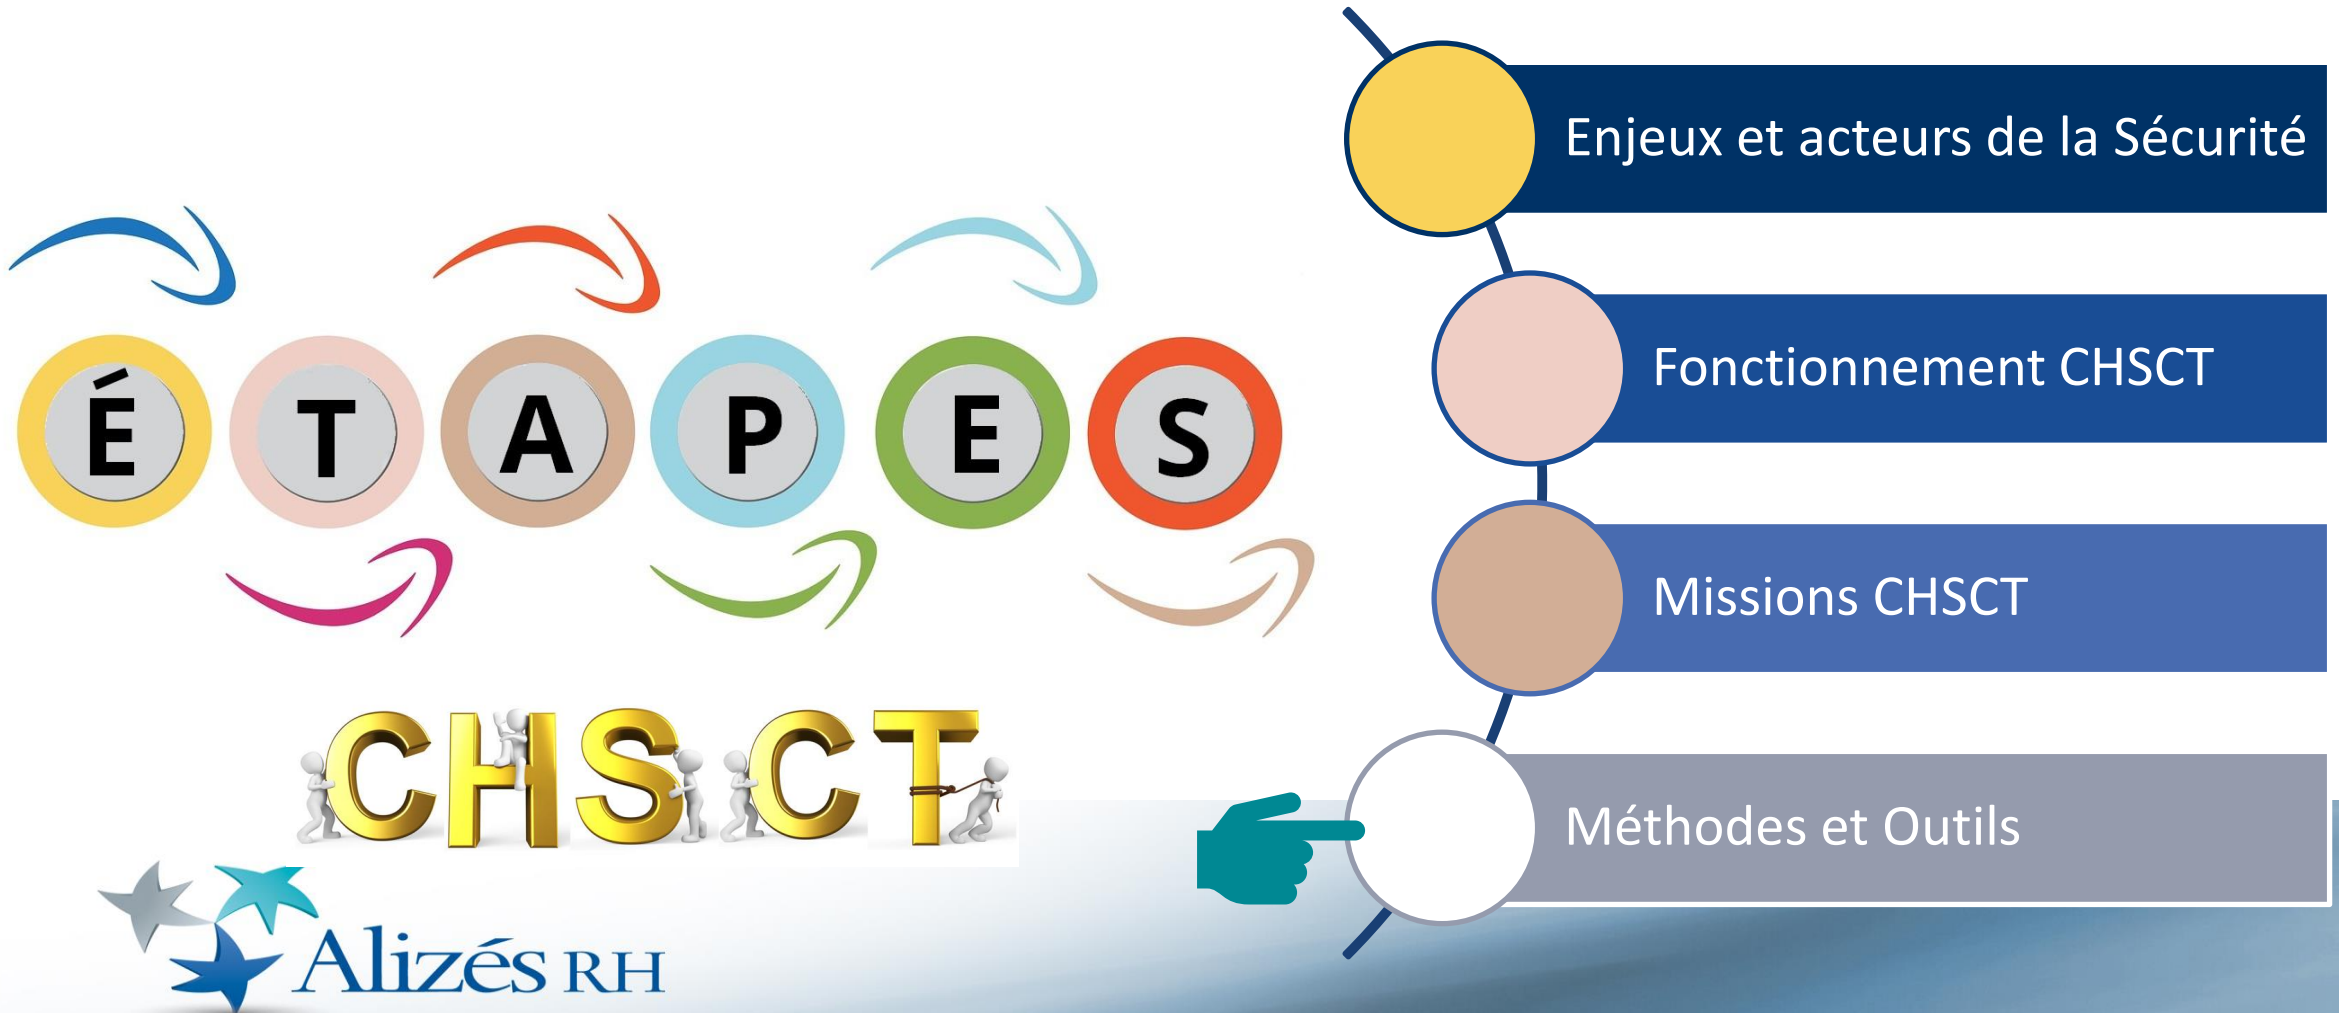 ÉTAPES
CHSCT
Alizés RH
Enjeux et acteurs de la Sécurité
Fonctionnement CHSCT
Missions CHSCT
Méthodes et Outils